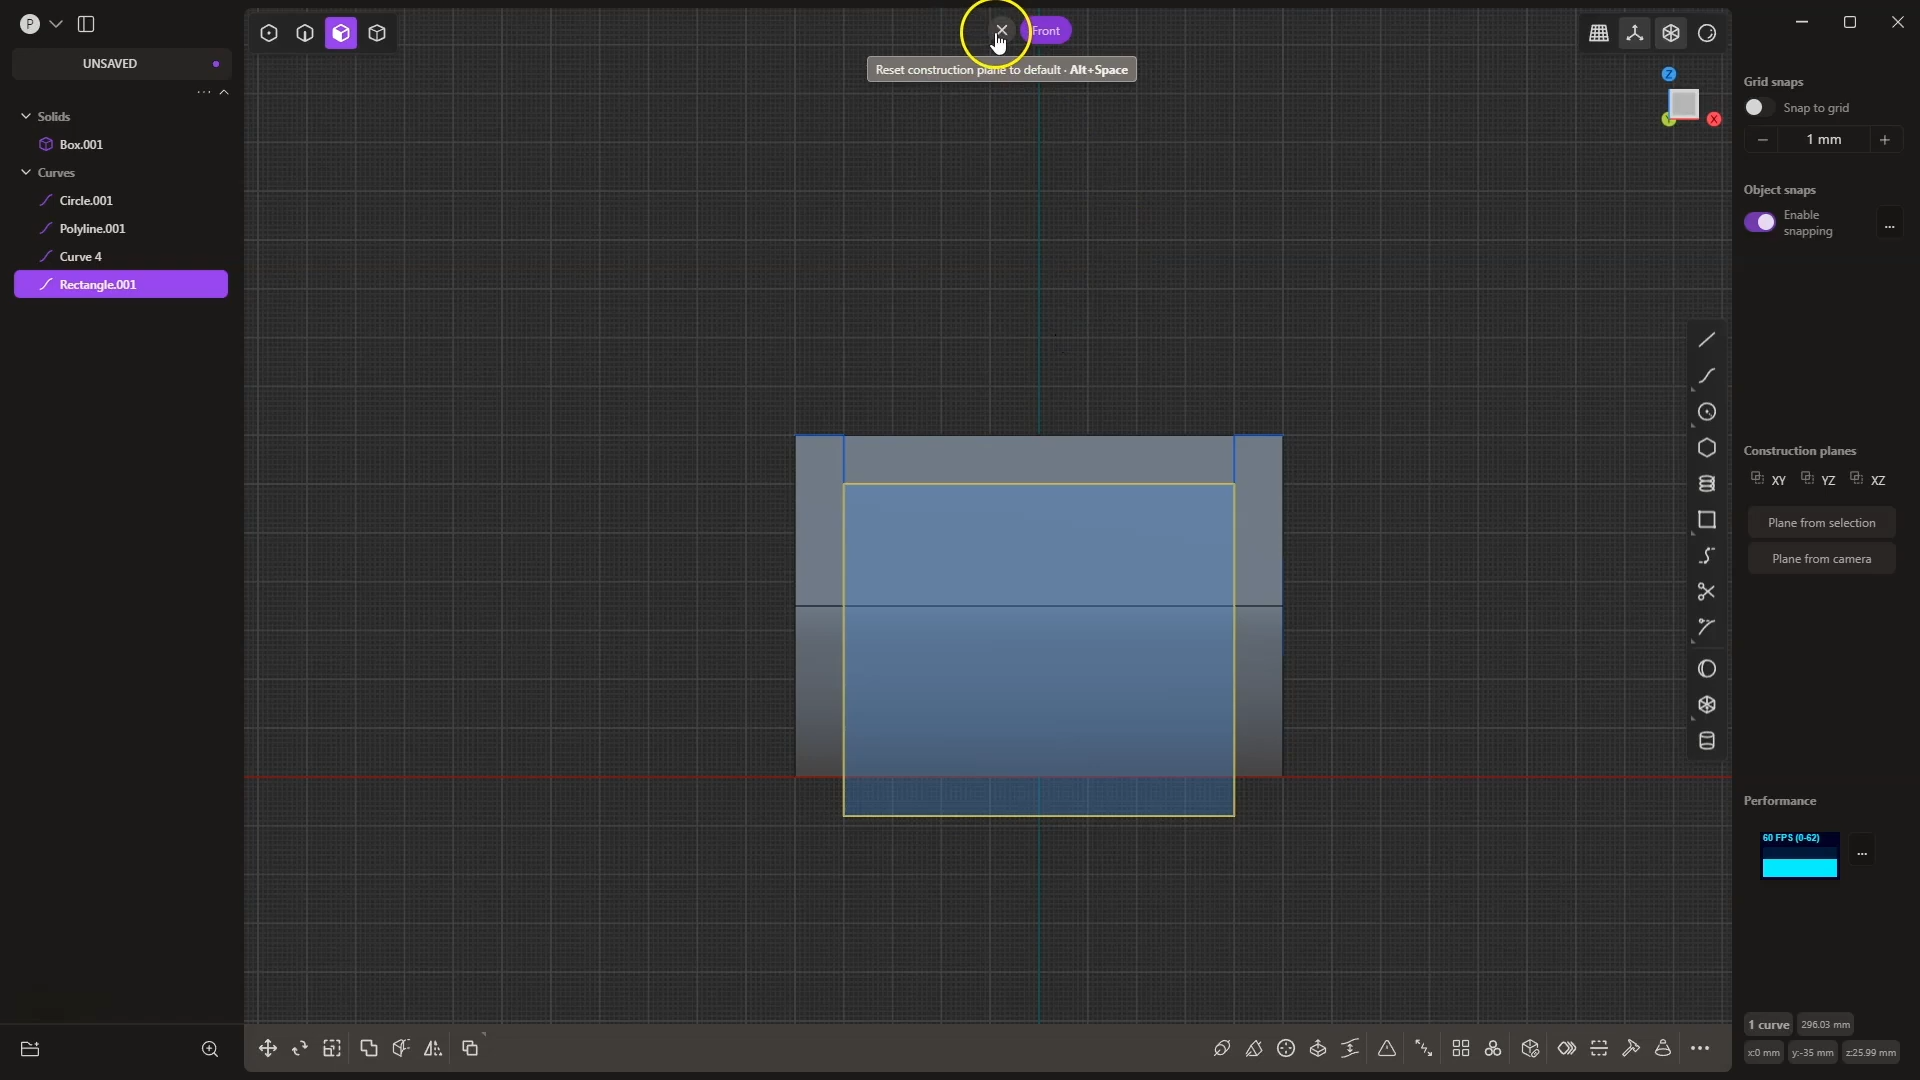 P
UNSAVED
...
Solids
Box.001
Curves
Circle.001
Polyline.001
Curve 4
Rectangle.001
Front
Reset construction plane to default · Alt+Space
Z
Y
X
Grid snaps
Snap to grid
1 mm
Object snaps
Enable
snapping
...
Construction planes
XY
YZ
XZ
Plane from selection
Plane from camera
Performance
60 FPS (0-62)
...
1 curve
296.03 mm
x:0 mm
y:-35 mm
z:25.99 mm